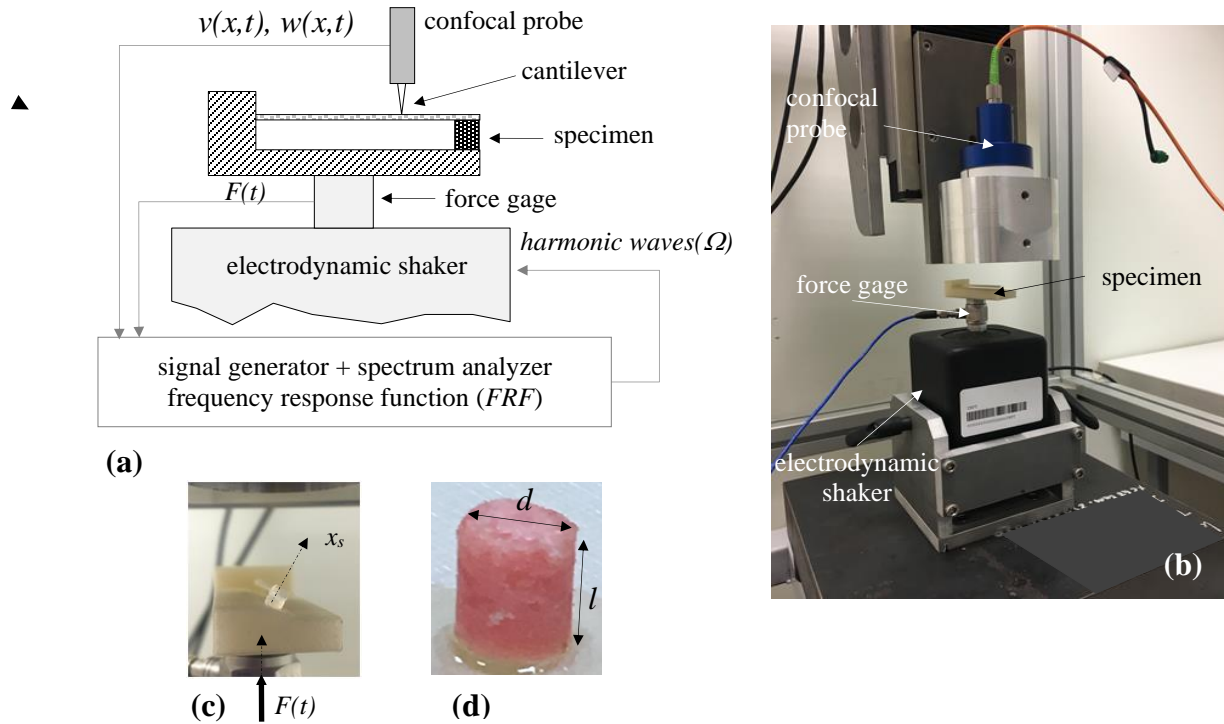 v(x,t), w(x,t)
confocal probe
cantilever
specimen
F(t)
force gage
harmonic waves(Ω)
electrodynamic shaker
signal generator + spectrum analyzer
frequency response function (FRF)
(a)
confocal
probe
force gage
specimen
electrodynamic
shaker
(b)
x_s
(c)
F(t)
d
l
(d)